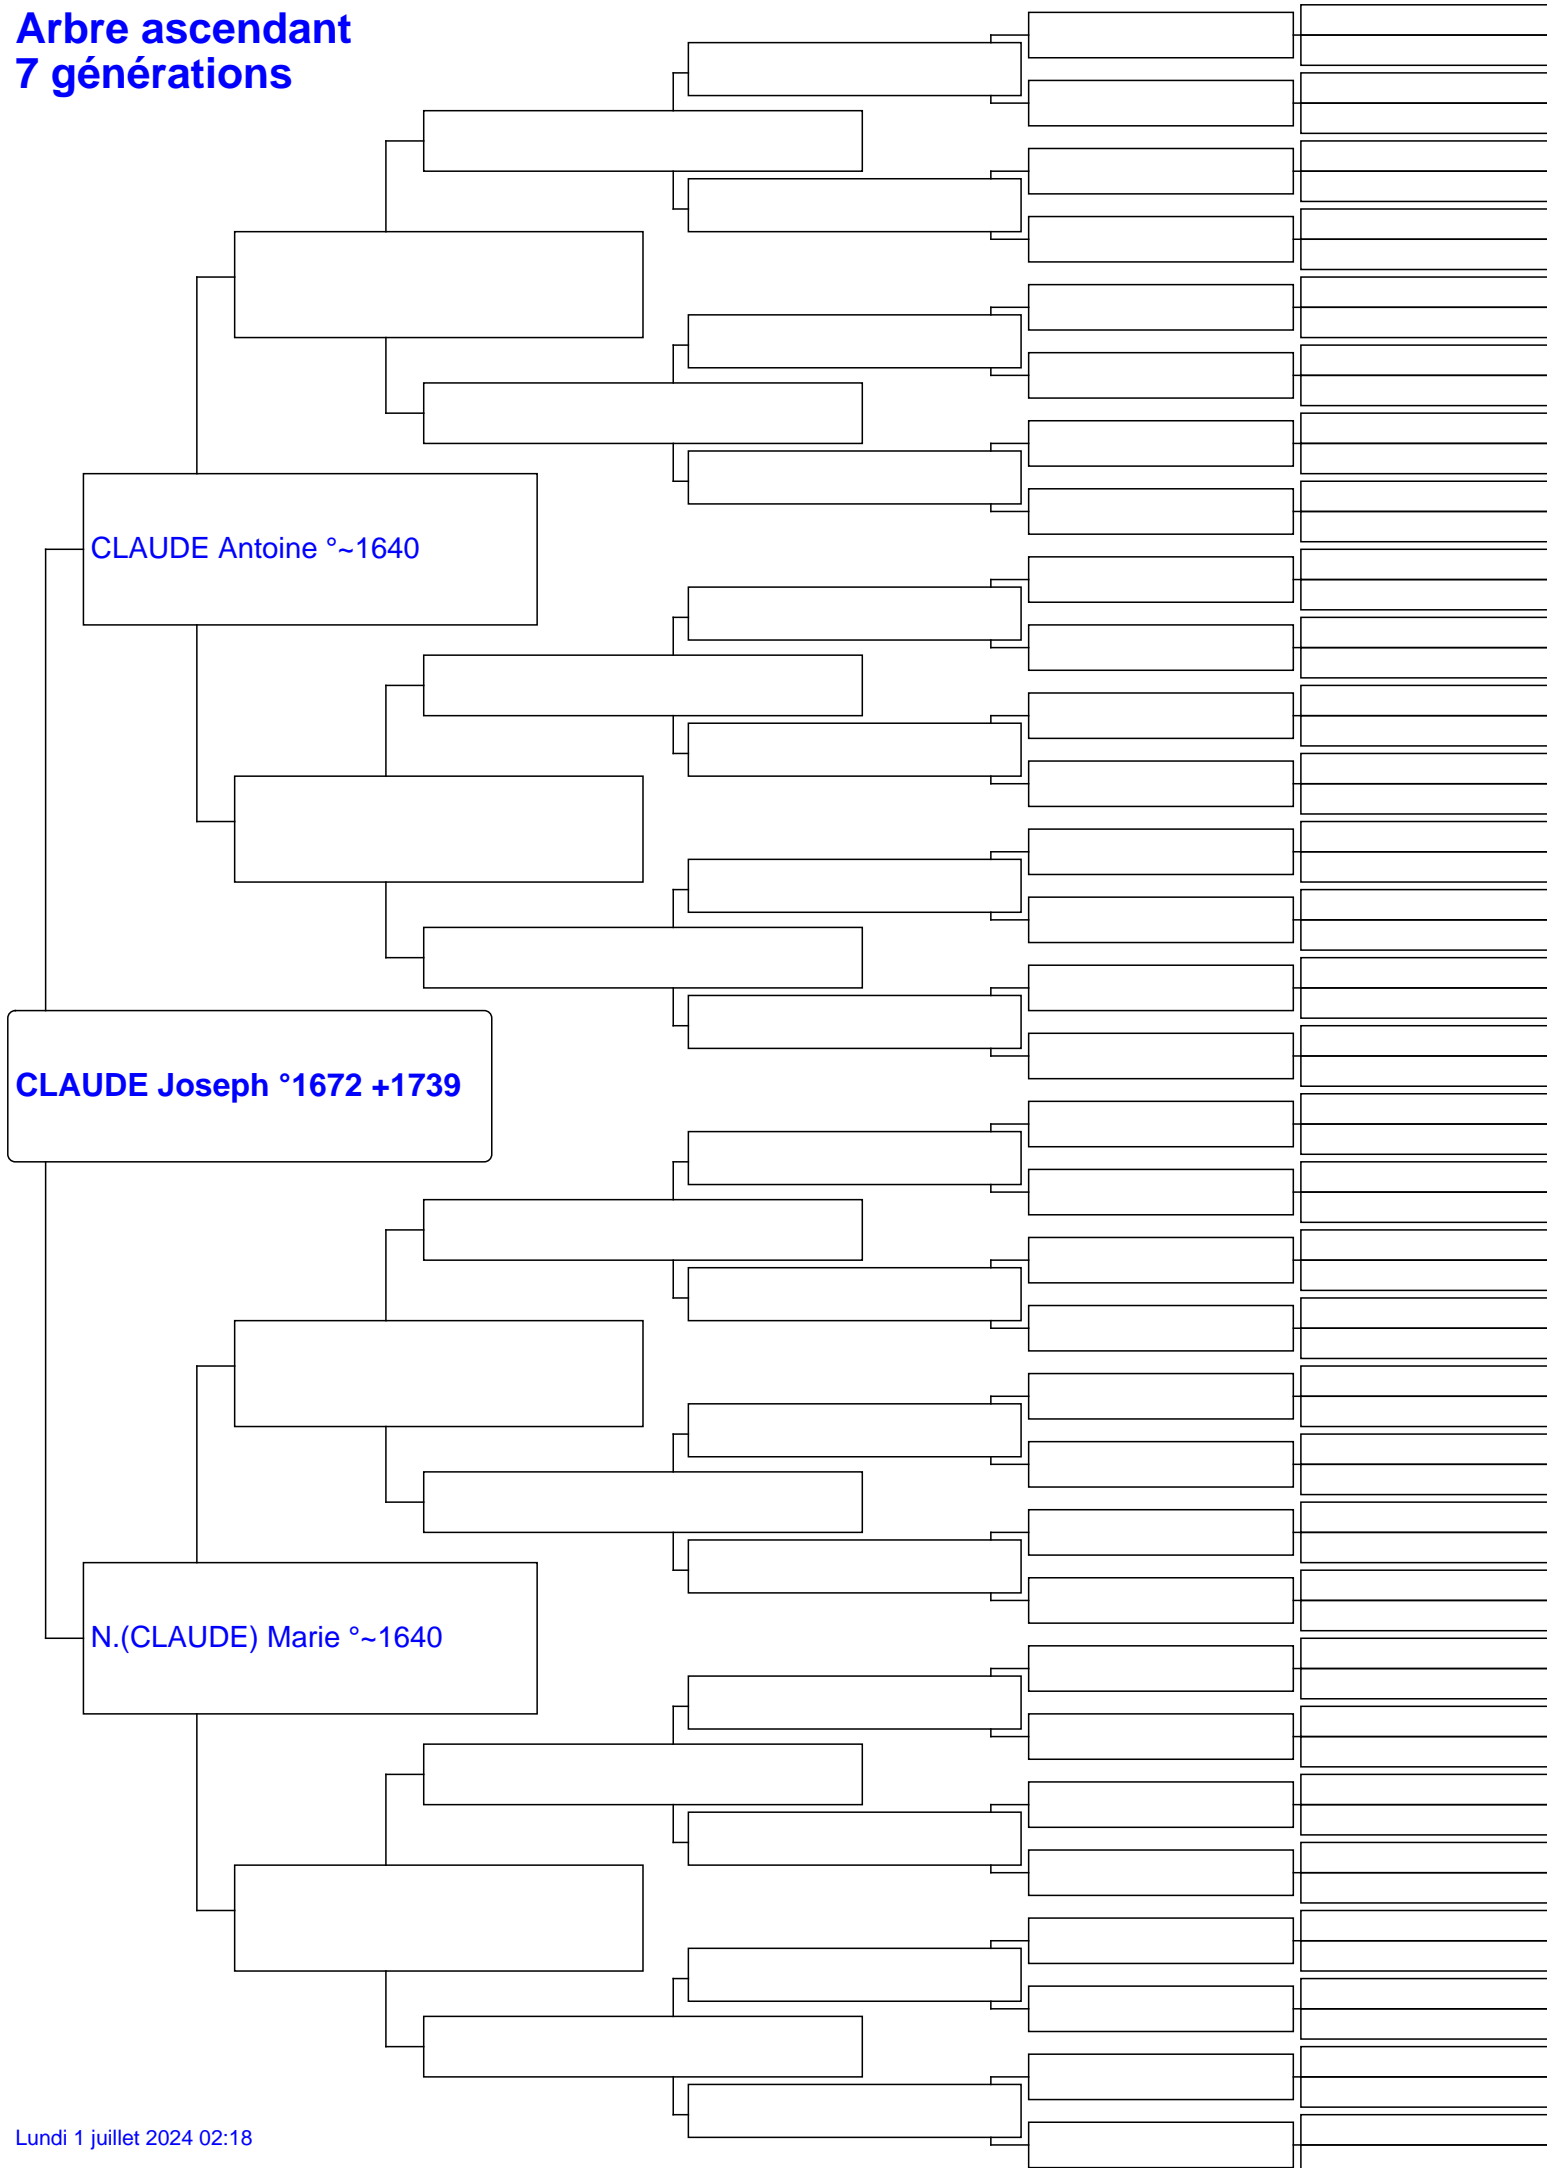 Arbre ascendant
7 générations
CLAUDE Antoine °~1640
CLAUDE Joseph °1672 +1739
N.(CLAUDE) Marie °~1640
Lundi 1 juillet 2024 02:18